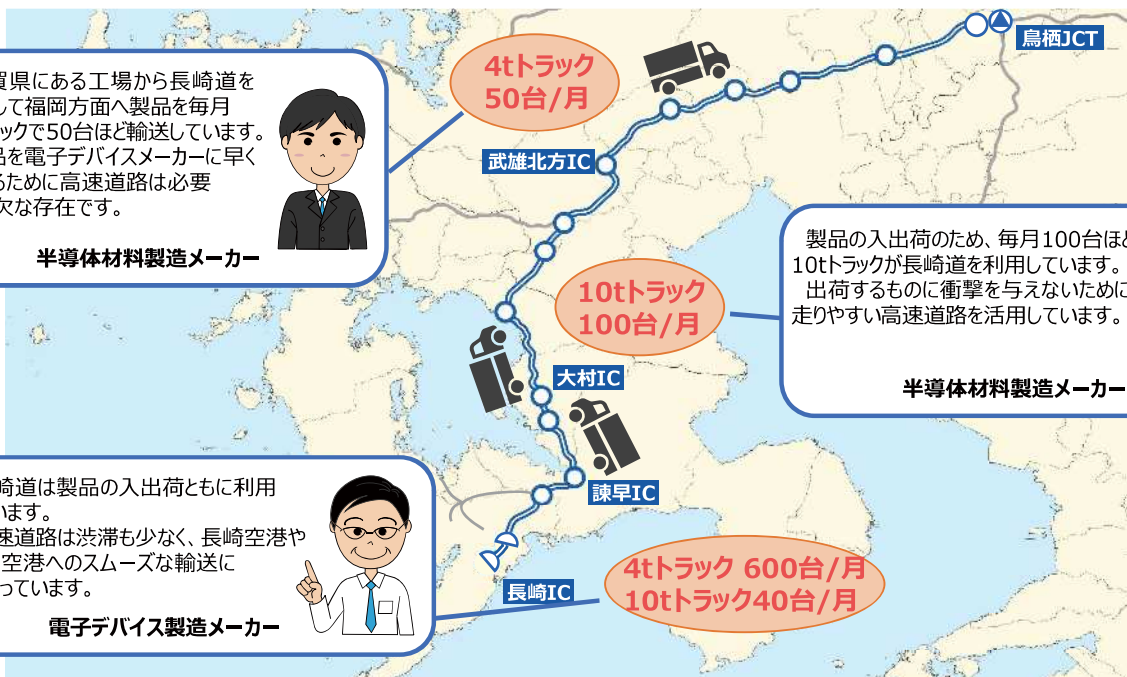 賀県にある工場から長崎道を
して福岡方面へ製品を毎月
ラックで50台ほど輸送しています。
品を電子デバイスメーカーに早く
るために高速道路は必要
欠な存在です。
半導体材料製造メーカー
4tトラック
50台/月
鳥栖JCT
武雄北方IC
製品の入出荷のため、毎月100台ほど
10tトラックが長崎道を利用しています。
出荷するものに衝撃を与えないために
走りやすい高速道路を活用しています。
半導体材料製造メーカー
10tトラック
100台/月
大村IC
諫早IC
崎道は製品の入出荷ともに利用
います。
速道路は渋滞も少なく、長崎空港や
空港へのスムーズな輸送に
っています。
電子デバイス製造メーカー
長崎IC
4tトラック 600台/月
10tトラック40台/月